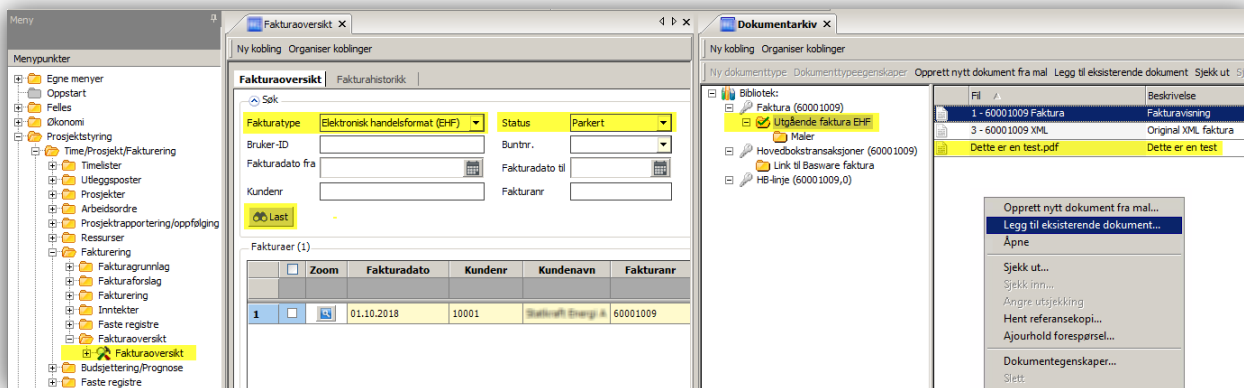 Meny
Menypunkter
Egne menyer
Oppstart
Felles
Økonomi
Prosjektstyring
Time/Prosjekt/Fakturering
Timelister
Utleggsposter
Prosjekter
Arbeidsordre
Prosjektrapportering/oppfølging
Ressurser
Fakturering
Fakturagrunnlag
Fakturaforslag
Fakturering
Inntekter
Faste registre
Fakturaoversikt
Fakturaoversikt
Budsjettering/Prognose
Faste registre
Fakturaoversikt
Ny kobling Organiser koblinger
Fakturaoversikt Fakturahistorikk
Søk
Fakturatype Elektronisk handelsformat (EHF) Status Parkert
Bruker-ID Buntnr.
Fakturadato fra Fakturadato til
Kundenr Fakturanr
Last
Fakturaer (1)
Zoom Fakturadato Kundenr Kundenavn Fakturanr
1 01.10.2018 10001 60001009
Dokumentarkiv
Ny kobling Organiser koblinger
Ny dokumenttype Dokumenttypeegenskaper Opprett nytt dokument fra mal Legg til eksisterende dokument Sjekk ut
Bibliotek:
Faktura (60001009)
Utgående faktura EHF
Maler
Hovedbokstransaksjoner (60001009)
Link til Basware faktura
HB-linje (60001009,0)
Fil Beskrivelse
1 - 60001009 Faktura Fakturavisning
3 - 60001009 XML Original XML faktura
Dette er en test.pdf Dette er en test
Opprett nytt dokument fra mal...
Legg til eksisterende dokument...
Åpne
Sjekk ut...
Sjekk inn...
Angre utsjekking
Hent referansekopi...
Ajourhold forespørsel...
Dokumentegenskaper...
Slett